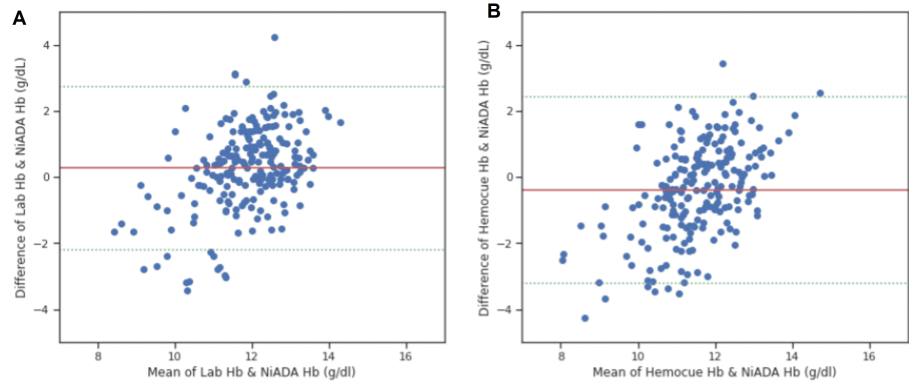 A
Difference of Lab Hb & NiADA Hb (g/dL)
4
2
0
−2
−4
8 10 12 14 16
Mean of Lab Hb & NiADA Hb (g/dl)
B
Difference of Hemocue Hb & NiADA Hb (g/dL)
4
2
0
−2
−4
8 10 12 14 16
Mean of Hemocue Hb & NiADA Hb (g/dl)